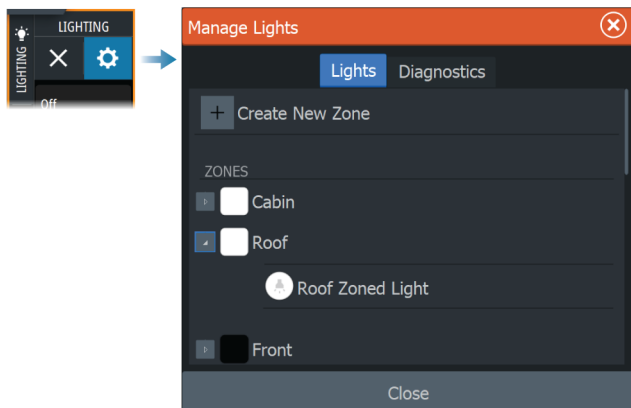 LIGHTING
LIGHTING
Off
Manage Lights
Lights Diagnostics
+ Create New Zone
ZONES
Cabin
Roof
Roof Zoned Light
Front
Close